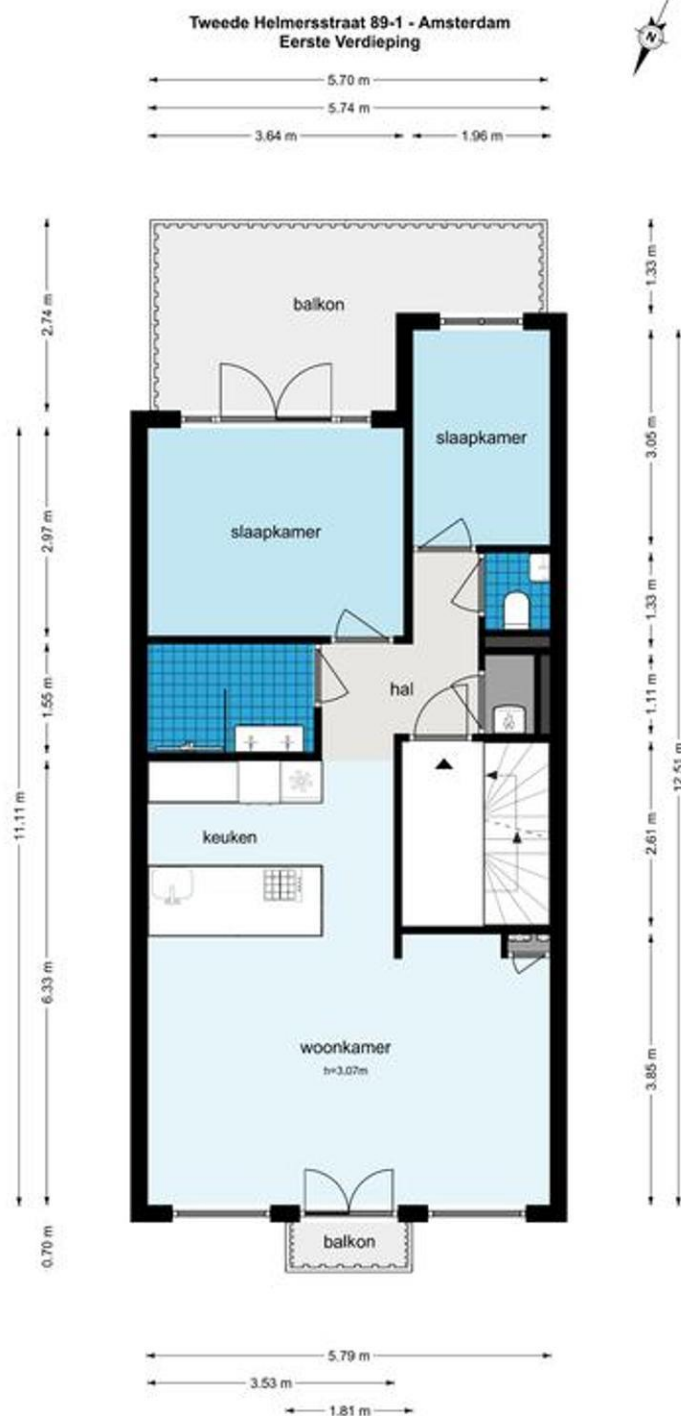 Tweede Helmersstraat 89-1 - Amsterdam
Eerste Verdieping
N
5.70 m
5.74 m
3.64 m
1.96 m
2.74 m
1.33 m
balkon
3.05 m
slaapkamer
2.97 m
slaapkamer
1.33 m
1.55 m
hal
1.11 m
12.51 m
11.11 m
keuken
2.61 m
6.33 m
woonkamer
h=3.07m
3.85 m
0.70 m
balkon
5.79 m
3.53 m
1.81 m